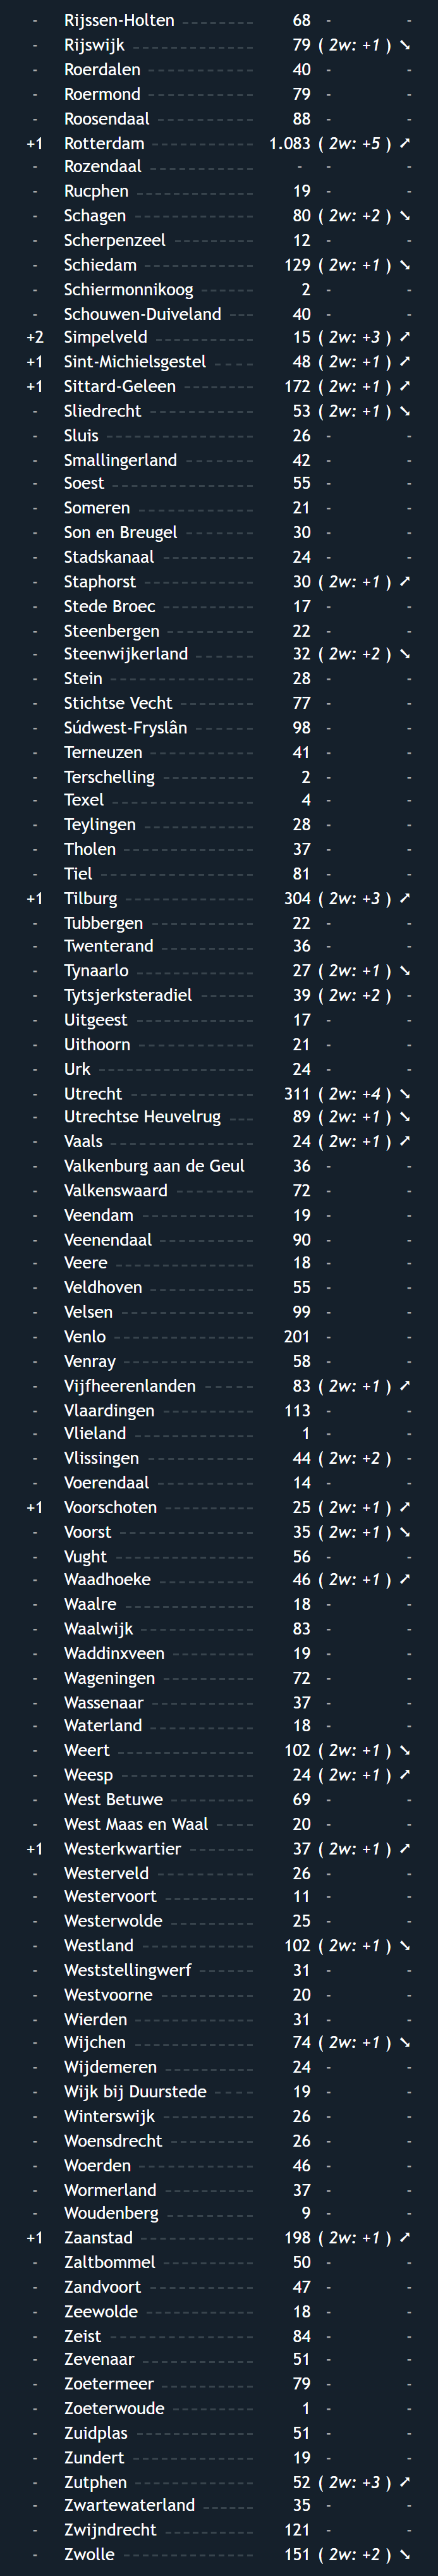 - Rijssen-Holten 68 - -
- Rijswijk 79 ( 2w: +1 ) ➘
- Roerdalen 40 - -
- Roermond 79 - -
- Roosendaal 88 - -
+1 Rotterdam 1.083 ( 2w: +5 ) ➚
- Rozendaal - - -
- Rucphen 19 - -
- Schagen 80 ( 2w: +2 ) ➘
- Scherpenzeel 12 - -
- Schiedam 129 ( 2w: +1 ) ➘
- Schiermonnikoog 2 - -
- Schouwen-Duiveland 40 - -
+2 Simpelveld 15 ( 2w: +3 ) ➚
+1 Sint-Michielsgestel 48 ( 2w: +1 ) ➚
+1 Sittard-Geleen 172 ( 2w: +1 ) ➚
- Sliedrecht 53 ( 2w: +1 ) ➘
- Sluis 26 - -
- Smallingerland 42 - -
- Soest 55 - -
- Someren 21 - -
- Son en Breugel 30 - -
- Stadskanaal 24 - -
- Staphorst 30 ( 2w: +1 ) ➚
- Stede Broec 17 - -
- Steenbergen 22 - -
- Steenwijkerland 32 ( 2w: +2 ) ➘
- Stein 28 - -
- Stichtse Vecht 77 - -
- Súdwest-Fryslân 98 - -
- Terneuzen 41 - -
- Terschelling 2 - -
- Texel 4 - -
- Teylingen 28 - -
- Tholen 37 - -
- Tiel 81 - -
+1 Tilburg 304 ( 2w: +3 ) ➚
- Tubbergen 22 - -
- Twenterand 36 - -
- Tynaarlo 27 ( 2w: +1 ) ➘
- Tytsjerksteradiel 39 ( 2w: +2 ) -
- Uitgeest 17 - -
- Uithoorn 21 - -
- Urk 24 - -
- Utrecht 311 ( 2w: +4 ) ➘
- Utrechtse Heuvelrug 89 ( 2w: +1 ) ➘
- Vaals 24 ( 2w: +1 ) ➚
- Valkenburg aan de Geul 36 - -
- Valkenswaard 72 - -
- Veendam 19 - -
- Veenendaal 90 - -
- Veere 18 - -
- Veldhoven 55 - -
- Velsen 99 - -
- Venlo 201 - -
- Venray 58 - -
- Vijfheerenlanden 83 ( 2w: +1 ) ➚
- Vlaardingen 113 - -
- Vlieland 1 - -
- Vlissingen 44 ( 2w: +2 ) -
- Voerendaal 14 - -
+1 Voorschoten 25 ( 2w: +1 ) ➚
- Voorst 35 ( 2w: +1 ) ➘
- Vught 56 - -
- Waadhoeke 46 ( 2w: +1 ) ➚
- Waalre 18 - -
- Waalwijk 83 - -
- Waddinxveen 19 - -
- Wageningen 72 - -
- Wassenaar 37 - -
- Waterland 18 - -
- Weert 102 ( 2w: +1 ) ➘
- Weesp 24 ( 2w: +1 ) ➚
- West Betuwe 69 - -
- West Maas en Waal 20 - -
+1 Westerkwartier 37 ( 2w: +1 ) ➚
- Westerveld 26 - -
- Westervoort 11 - -
- Westerwolde 25 - -
- Westland 102 ( 2w: +1 ) ➘
- Weststellingwerf 31 - -
- Westvoorne 20 - -
- Wierden 31 - -
- Wijchen 74 ( 2w: +1 ) ➘
- Wijdemeren 24 - -
- Wijk bij Duurstede 19 - -
- Winterswijk 26 - -
- Woensdrecht 26 - -
- Woerden 46 - -
- Wormerland 37 - -
- Woudenberg 9 - -
+1 Zaanstad 198 ( 2w: +1 ) ➚
- Zaltbommel 50 - -
- Zandvoort 47 - -
- Zeewolde 18 - -
- Zeist 84 - -
- Zevenaar 51 - -
- Zoetermeer 79 - -
- Zoeterwoude 1 - -
- Zuidplas 51 - -
- Zundert 19 - -
- Zutphen 52 ( 2w: +3 ) ➚
- Zwartewaterland 35 - -
- Zwijndrecht 121 - -
- Zwolle 151 ( 2w: +2 ) ➘